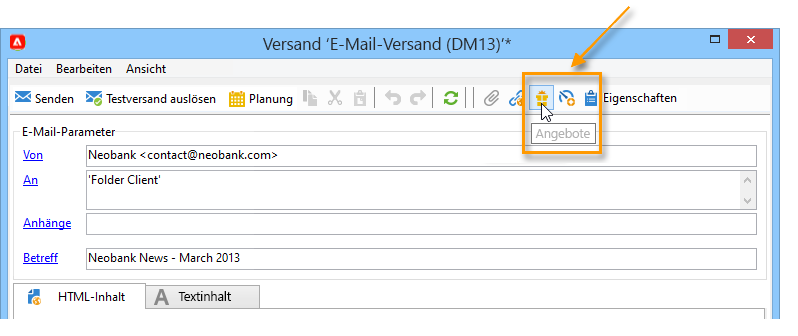 Versand ‘E-Mail-Versand (DM13)’*
Datei Bearbeiten Ansicht
Senden Testversand auslösen Planung Eigenschaften
Angebote
E-Mail-Parameter
Von Neobank <contact@neobank.com>
An 'Folder Client'
Anhänge
Betreff Neobank News - March 2013
HTML-Inhalt A Textinhalt